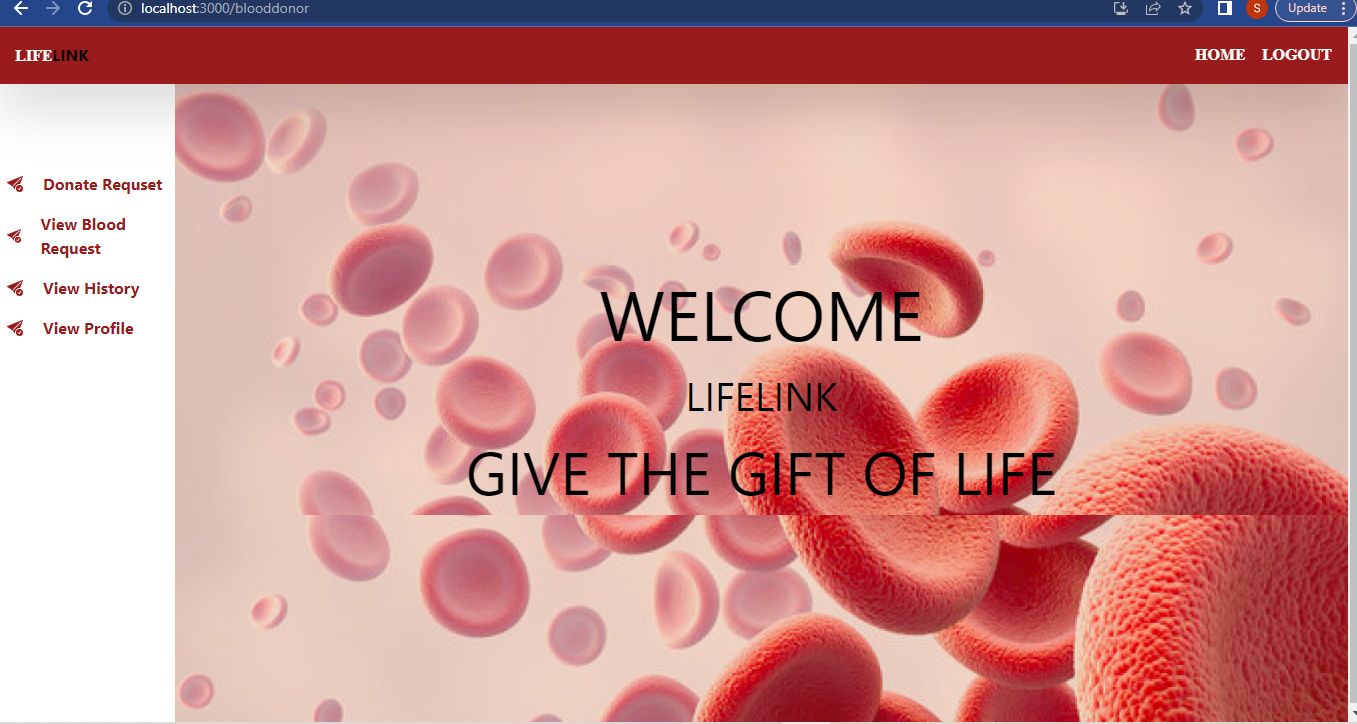 localhost:3000/blooddonor
S
Update
LIFELINK
HOME LOGOUT
Donate Requset
View Blood
Request
View History
View Profile
WELCOME
LIFELINK
GIVE THE GIFT OF LIFE